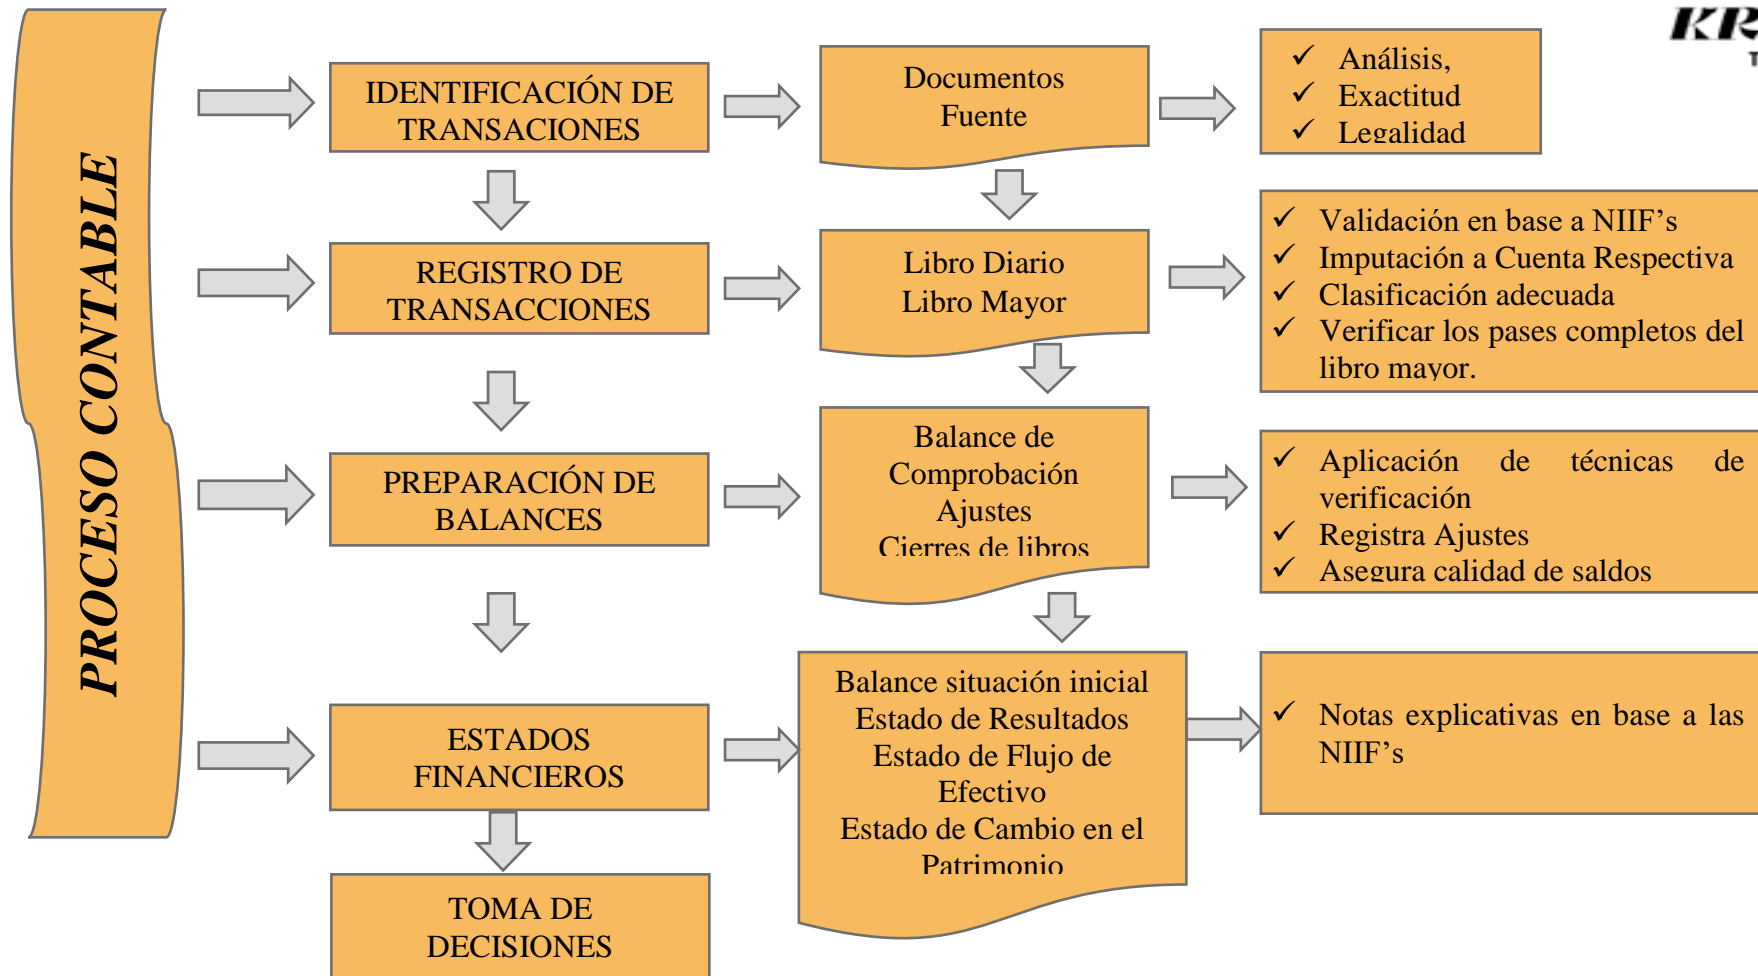 PROCESO CONTABLE
IDENTIFICACIÓN DE
TRANSACIONES
Documentos
Fuente
✓ Análisis,
✓ Exactitud
✓ Legalidad
REGISTRO DE
TRANSACCIONES
Libro Diario
Libro Mayor
✓ Validación en base a NIIF’s
✓ Imputación a Cuenta Respectiva
✓ Clasificación adecuada
✓ Verificar los pases completos del
libro mayor.
PREPARACIÓN DE
BALANCES
Balance de
Comprobación
Ajustes
Cierres de libros
✓ Aplicación de técnicas de
verificación
✓ Registra Ajustes
✓ Asegura calidad de saldos
ESTADOS
FINANCIEROS
Balance situación inicial
Estado de Resultados
Estado de Flujo de
Efectivo
Estado de Cambio en el
Patrimonio
✓ Notas explicativas en base a las
NIIF’s
TOMA DE
DECISIONES